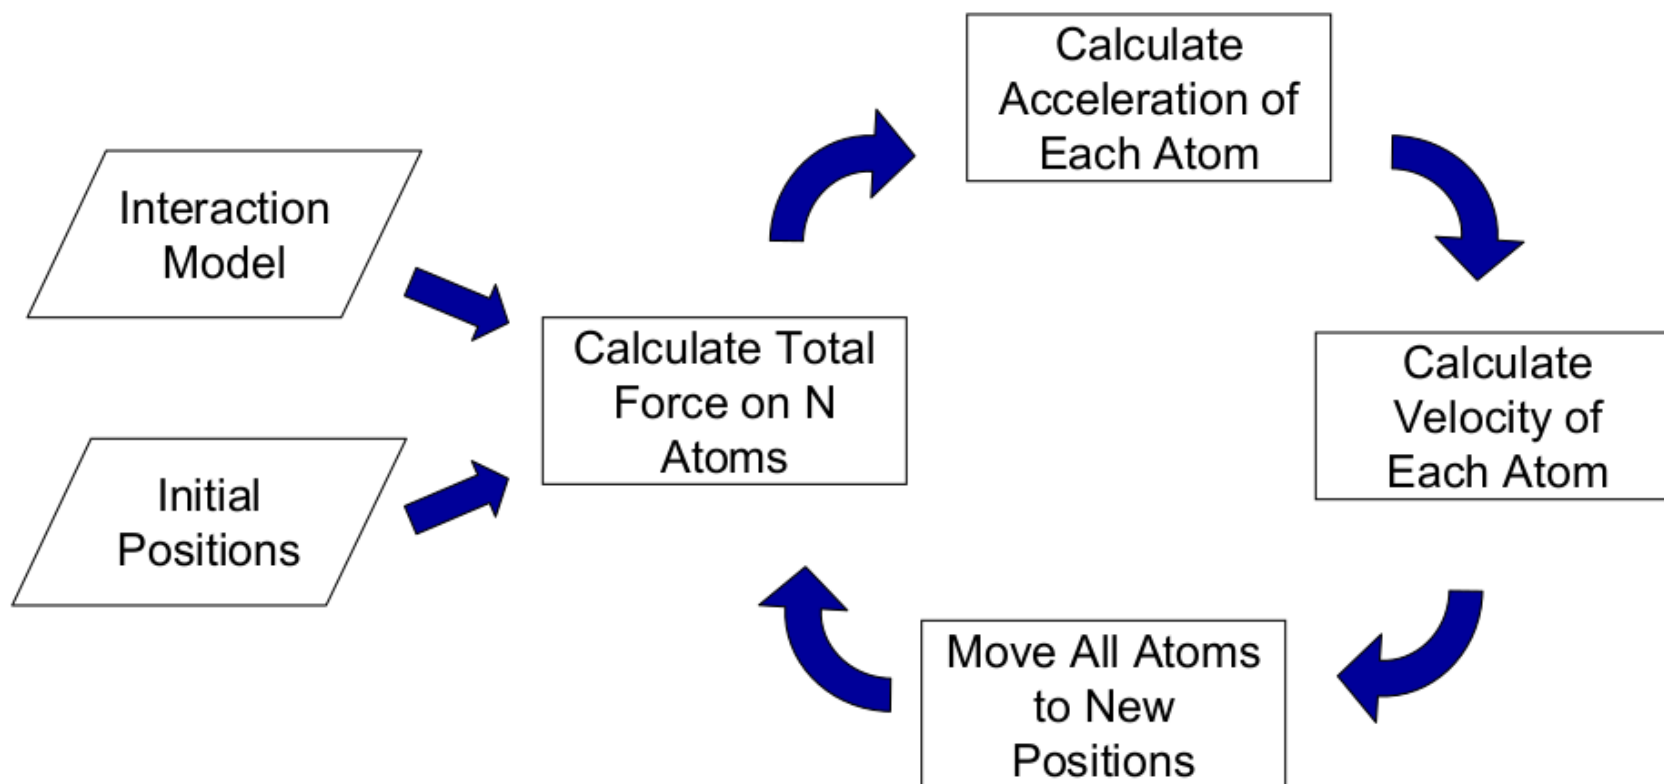 Interaction
Model
Initial
Positions
Calculate Total
Force on N
Atoms
Calculate
Acceleration of
Each Atom
Calculate
Velocity of
Each Atom
Move All Atoms
to New
Positions